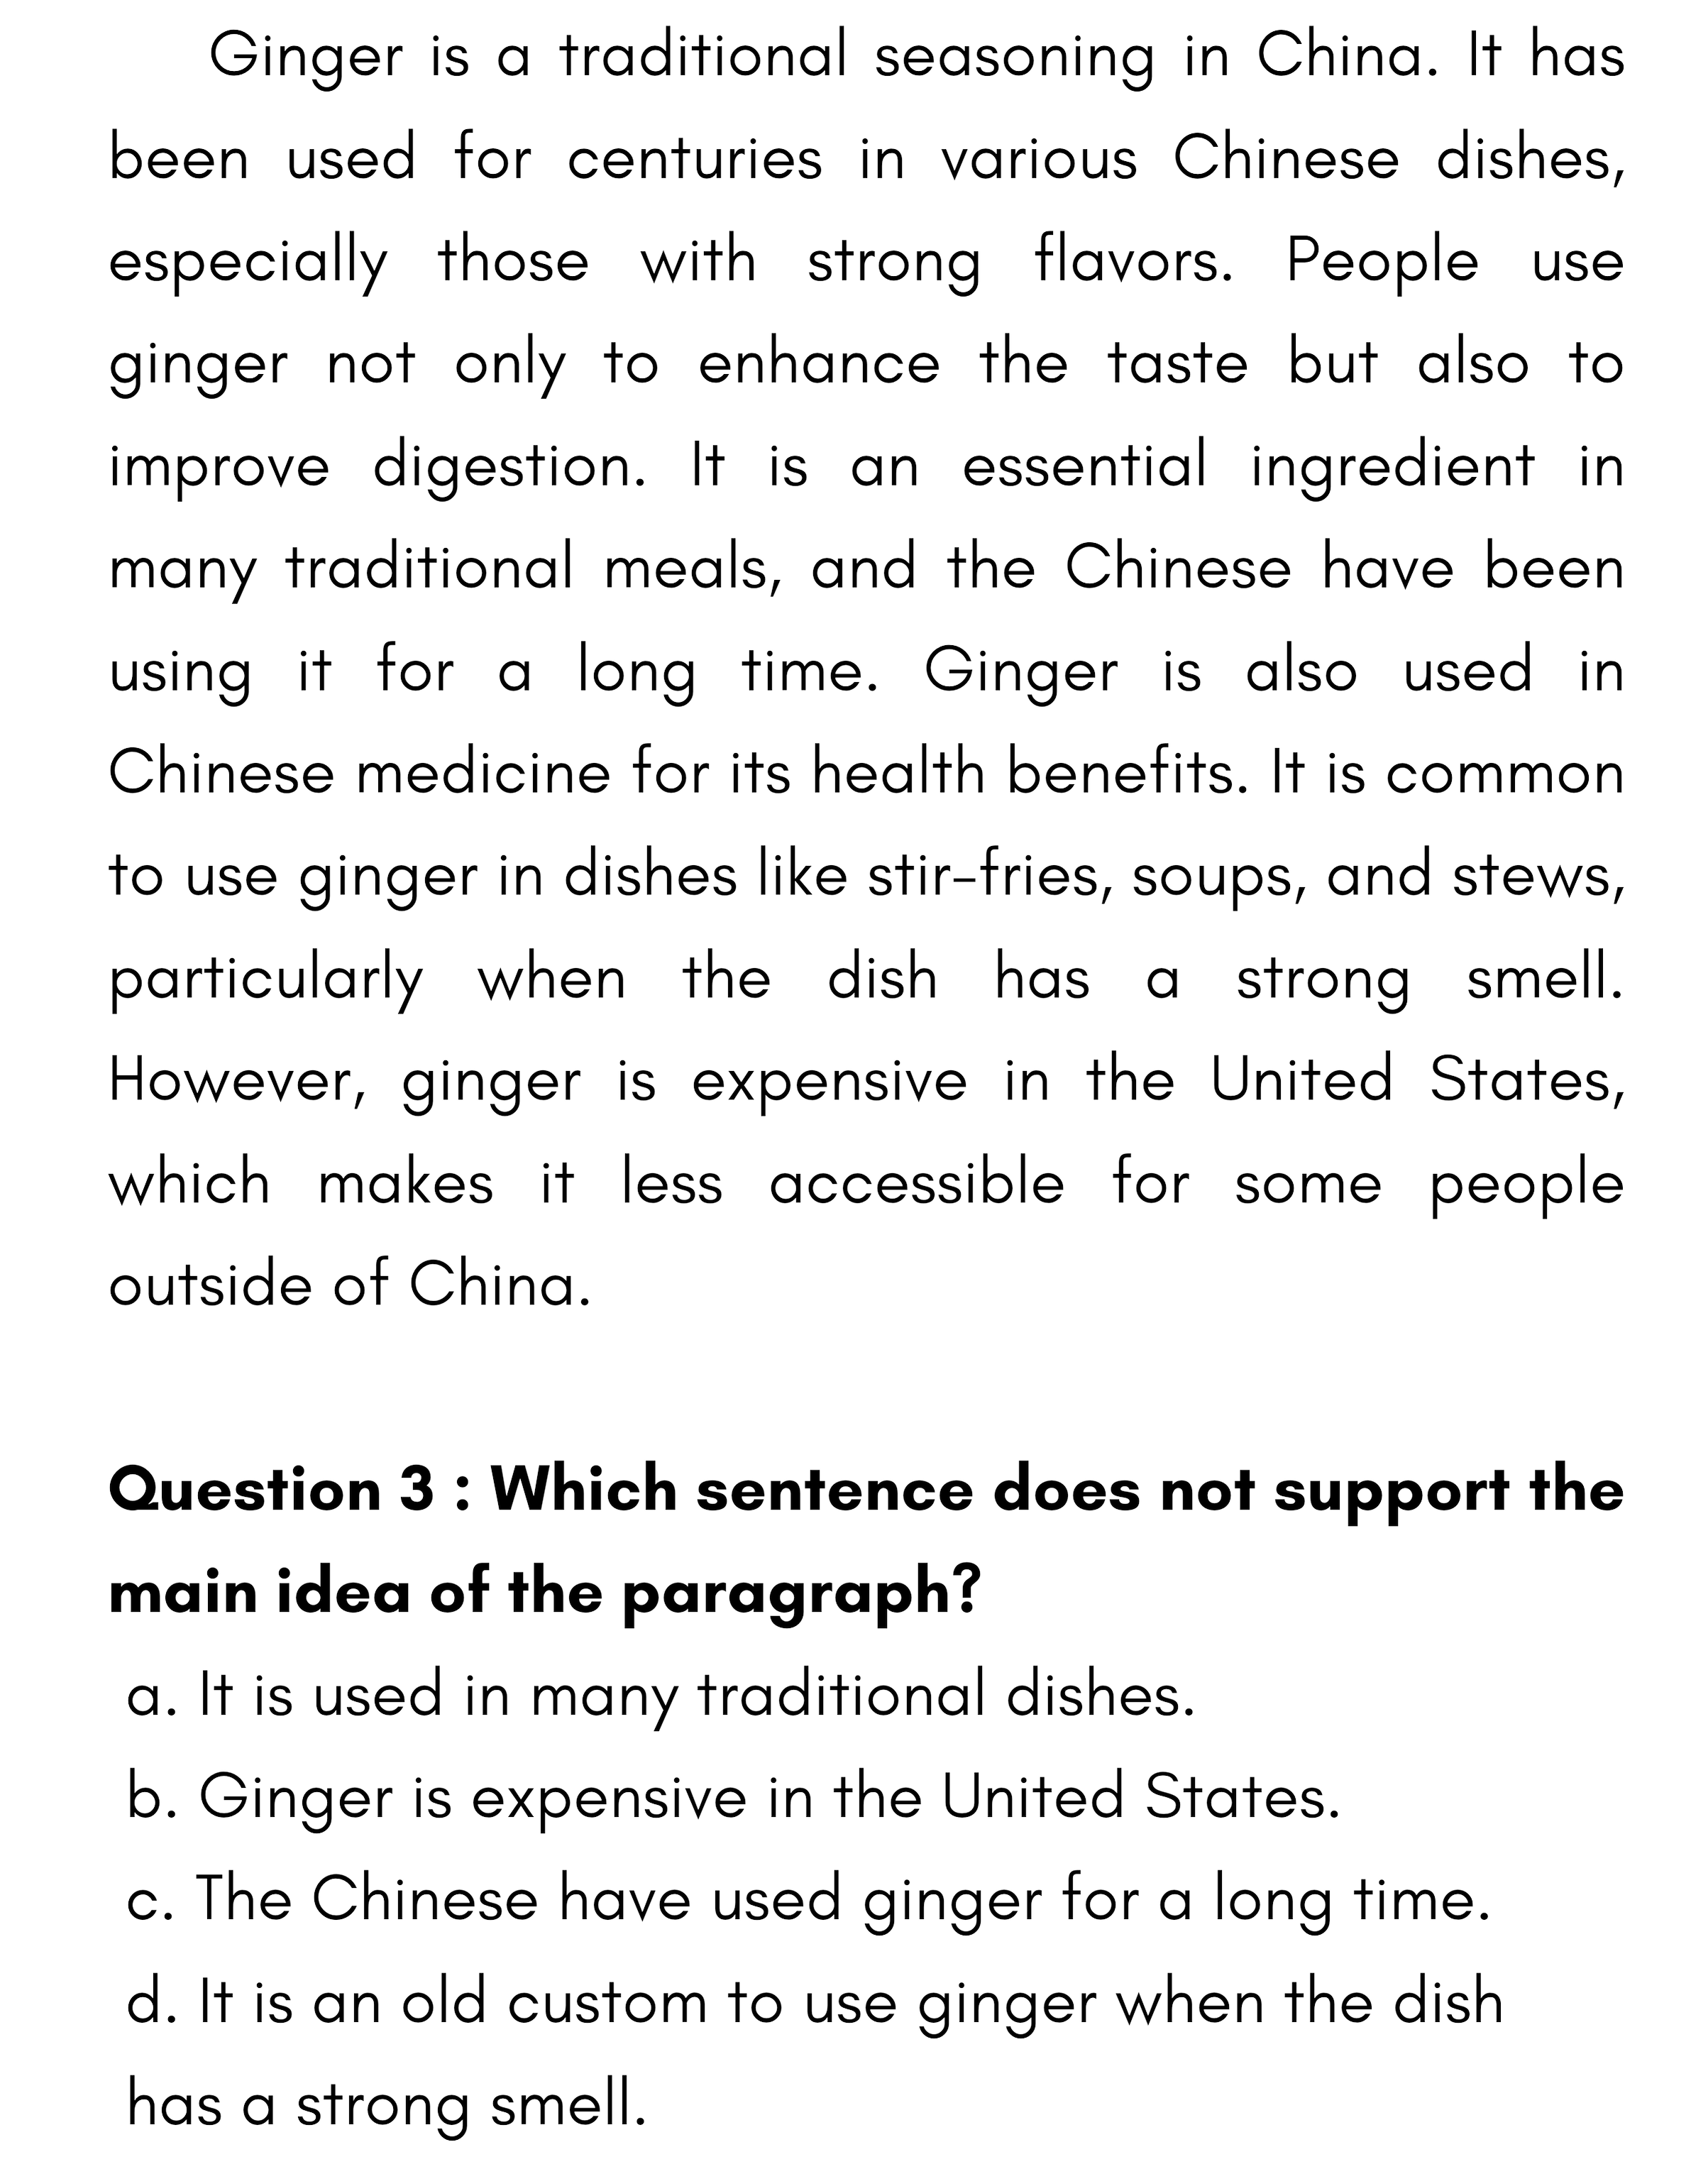 Ginger is a traditional seasoning in China. It has
been used for centuries in various Chinese dishes,
especially those with strong flavors. People use
ginger not only to enhance the taste but also to
improve digestion. It is an essential ingredient in
many traditional meals, and the Chinese have been
using it for a long time. Ginger is also used in
Chinese medicine for its health benefits. It is common
to use ginger in dishes like stir-fries, soups, and stews,
particularly when the dish has a strong smell.
However, ginger is expensive in the United States,
which makes it less accessible for some people
outside of China.
Question 3 : Which sentence does not support the
main idea of the paragraph?
a. It is used in many traditional dishes.
b. Ginger is expensive in the United States.
c. The Chinese have used ginger for a long time.
d. It is an old custom to use ginger when the dish
has a strong smell.